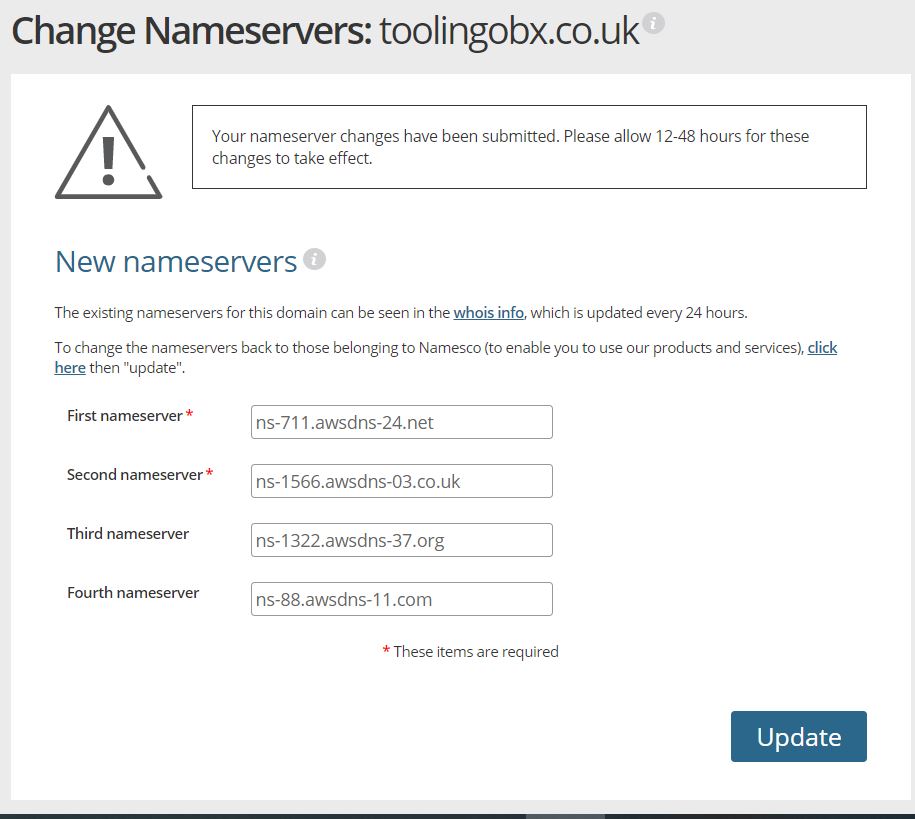 Change Nameservers: toolingobx.co.uk
Your nameserver changes have been submitted. Please allow 12-48 hours for these
changes to take effect.
New nameservers
The existing nameservers for this domain can be seen in the whois info, which is updated every 24 hours.
To change the nameservers back to those belonging to Namesco (to enable you to use our products and services), click
here then "update".
First nameserver * ns-711.awsdns-24.net
Second nameserver * ns-1566.awsdns-03.co.uk
Third nameserver ns-1322.awsdns-37.org
Fourth nameserver ns-88.awsdns-11.com
* These items are required
Update